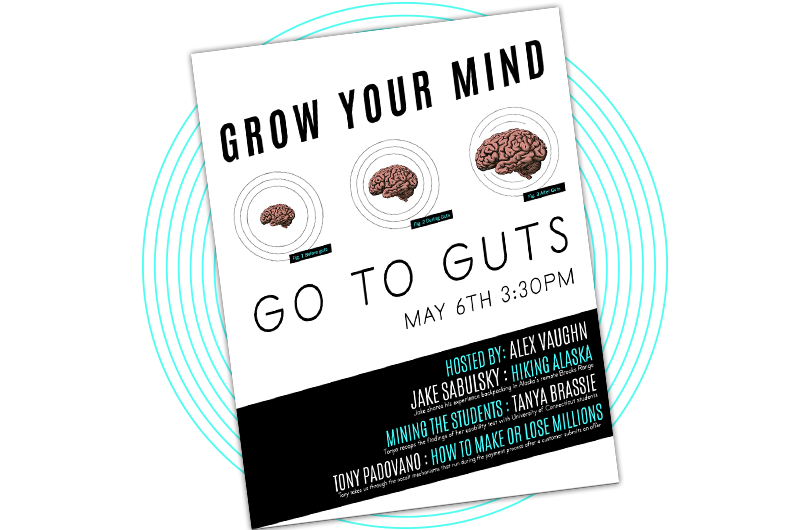 GROW YOUR MIND
Fig. 1 Before Guts
Fig. 2 During Guts
Fig. 3 After Guts
GO TO GUTS
MAY 6TH 3:30PM
HOSTED BY: ALEX VAUGHN
JAKE SABULSKY : HIKING ALASKA
Jake shares his experience backpacking in Alaska's remote Brooks Range
MINING THE STUDENTS : TANYA BRASSIE
Tanya recaps the findings of her usability test with University of Connecticut students
TONY PADOVANO : HOW TO MAKE OR LOSE MILLIONS
Tony takes us through the occult mechanisms that run during the payment process after a customer submits an offer